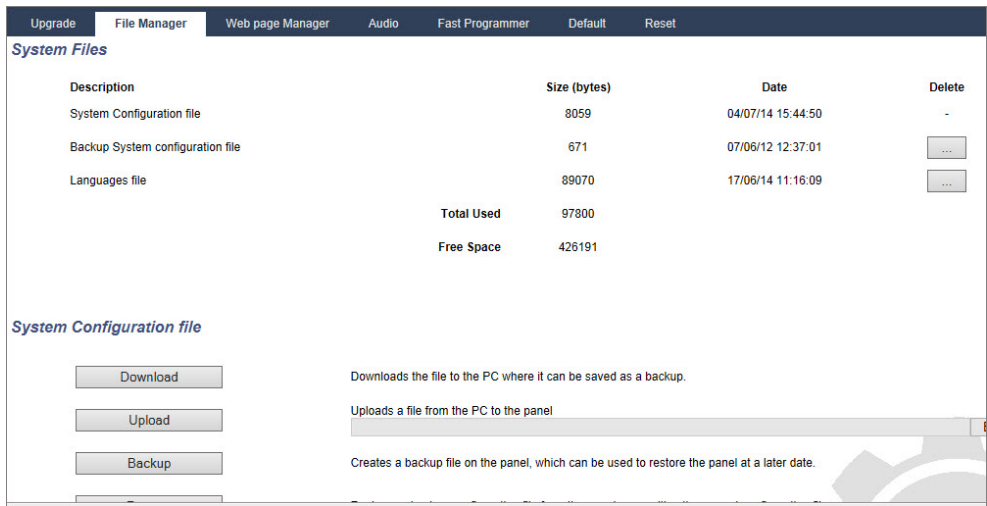 Upgrade File Manager Web page Manager Audio Fast Programmer Default Reset
System Files
Description Size (bytes) Date Delete
System Configuration file 8059 04/07/14 15:44:50 -
Backup System configuration file 671 07/06/12 12:37:01 ...
Languages file 89070 17/06/14 11:16:09 ...
Total Used 97800
Free Space 426191
System Configuration file
Download Downloads the file to the PC where it can be saved as a backup.
Uploads a file from the PC to the panel
Upload
Backup Creates a backup file on the panel, which can be used to restore the panel at a later date.